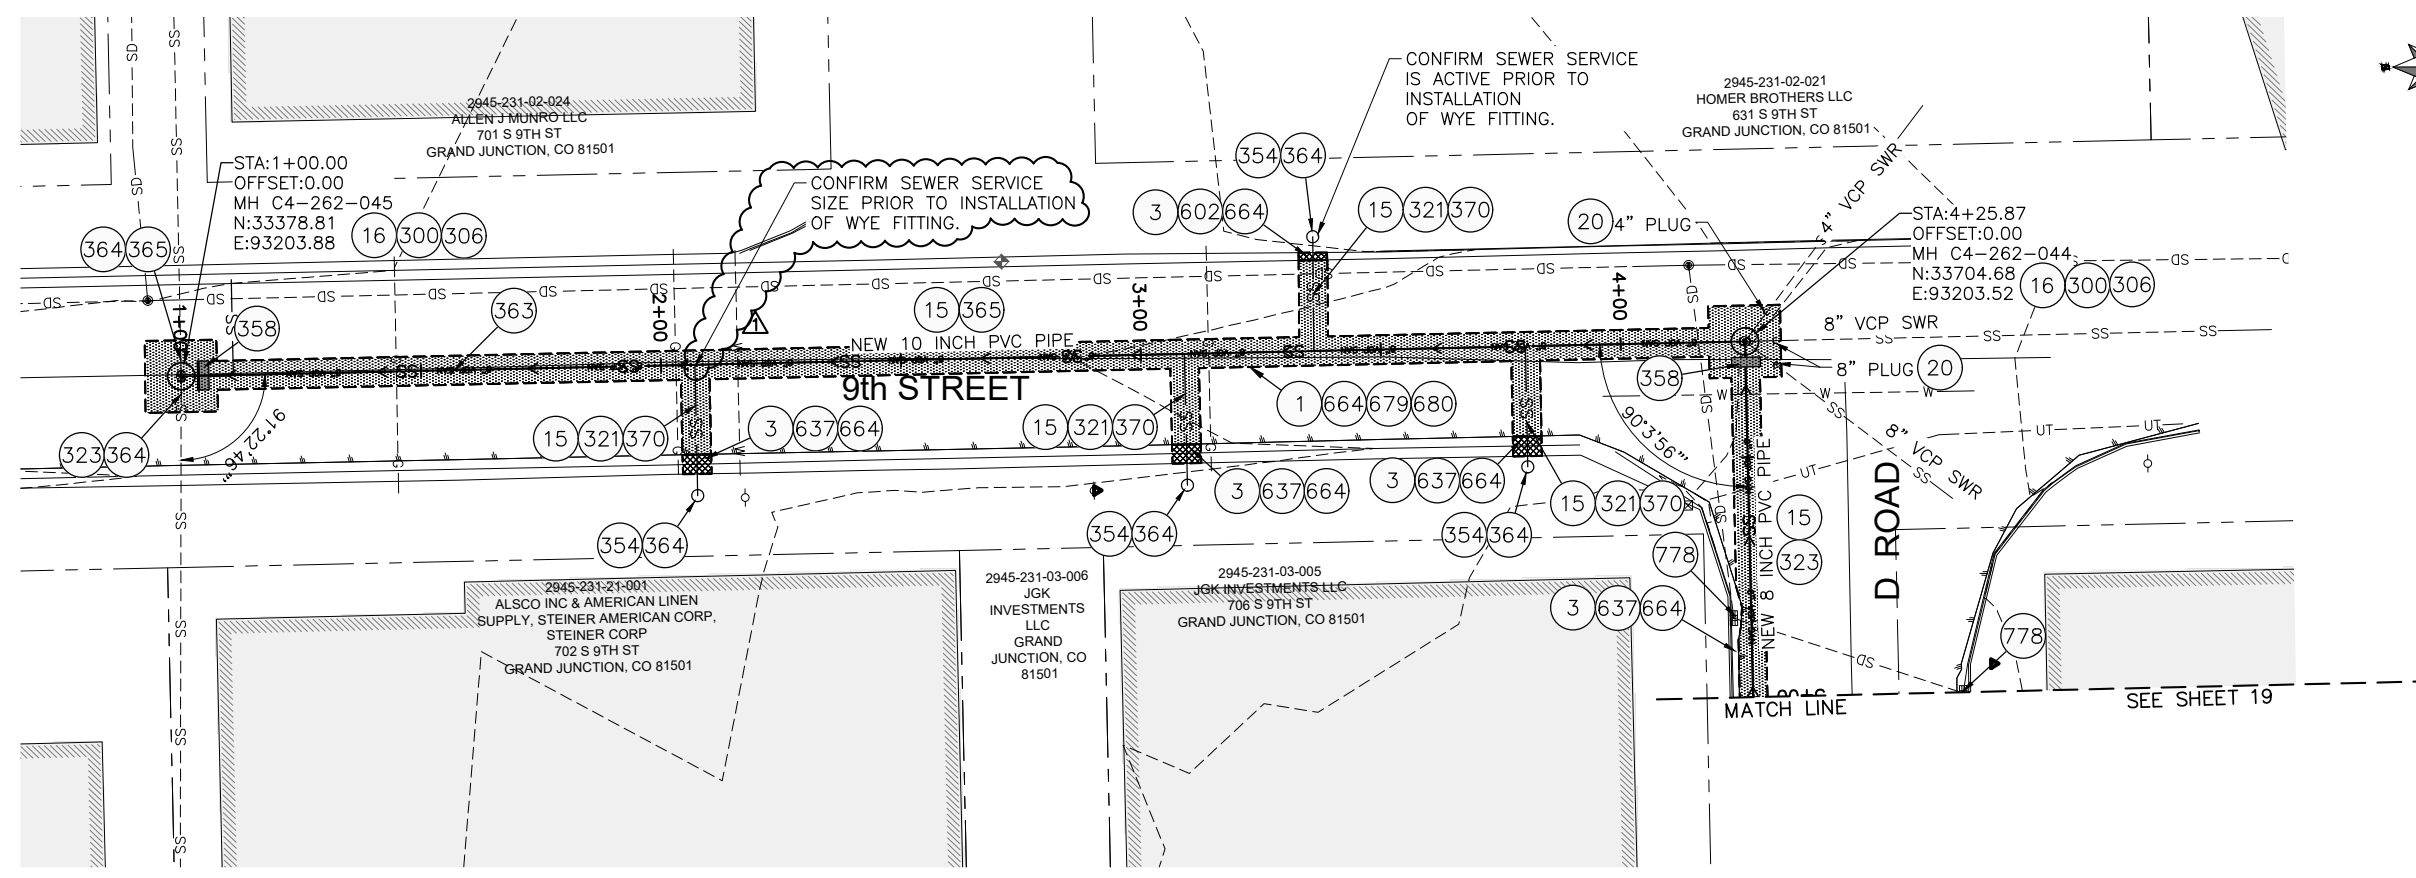 2945-231-02-024
ALLEN J MUNRO LLC
701 S 9TH ST
GRAND JUNCTION, CO 81501
CONFIRM SEWER SERVICE
IS ACTIVE PRIOR TO
INSTALLATION
OF WYE FITTING.
2945-231-02-021
HOMER BROTHERS LLC
631 S 9TH ST
GRAND JUNCTION, CO 81501
STA:1+00.00
OFFSET:0.00
MH C4-262-045
N:33378.81
E:93203.88
364 365
16 300 306
CONFIRM SEWER SERVICE
SIZE PRIOR TO INSTALLATION
OF WYE FITTING.
1
354 364
3 602 664
15 321 370
20 4" PLUG
4" VCP SWR
STA:4+25.87
OFFSET:0.00
MH C4-262-044
N:33704.68
E:93203.52
16 300 306
358
363
2+00
15 365
3+00
4+00
NEW 10 INCH PVC PIPE
8" VCP SWR
8" PLUG 20
358
9th STREET
323 364
91°22'46"
15 321 370
3 637 664
15 321 370
1 664 679 680
90°3'56"
8" VCP SWR
3 637 664
3 637 664
15 321 370
354 364
354 364
354 364
NEW 8 INCH PVC PIPE
15
323
D ROAD
778
3 637 664
778
2945-231-21-001
ALSCO INC & AMERICAN LINEN
SUPPLY, STEINER AMERICAN CORP,
STEINER CORP
702 S 9TH ST
GRAND JUNCTION, CO 81501
2945-231-03-006
JGK
INVESTMENTS
LLC
GRAND
JUNCTION, CO
81501
2945-231-03-005
JGK INVESTMENTS LLC
706 S 9TH ST
GRAND JUNCTION, CO 81501
MATCH LINE
SEE SHEET 19